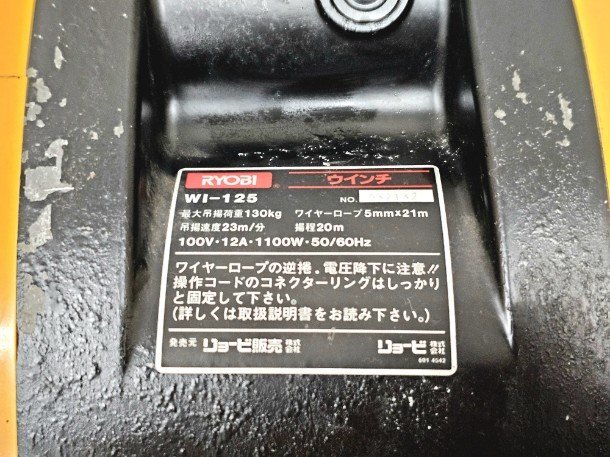 RYOBI ウインチ
WI-125 NO.
最大吊揚荷重130kg ワイヤーロープ5mm×21m
吊揚速度23m/分 揚程20m
100V·12A·1100W·50/60Hz
ワイヤーロープの逆捲。電圧降下に注意!!
操作コードのコネクターリングはしっかり
と固定して下さい。
(詳しくは取扱説明書をお読み下さい。)
発売元 リョービ販売株式会社 リョービ株式会社
691 4542